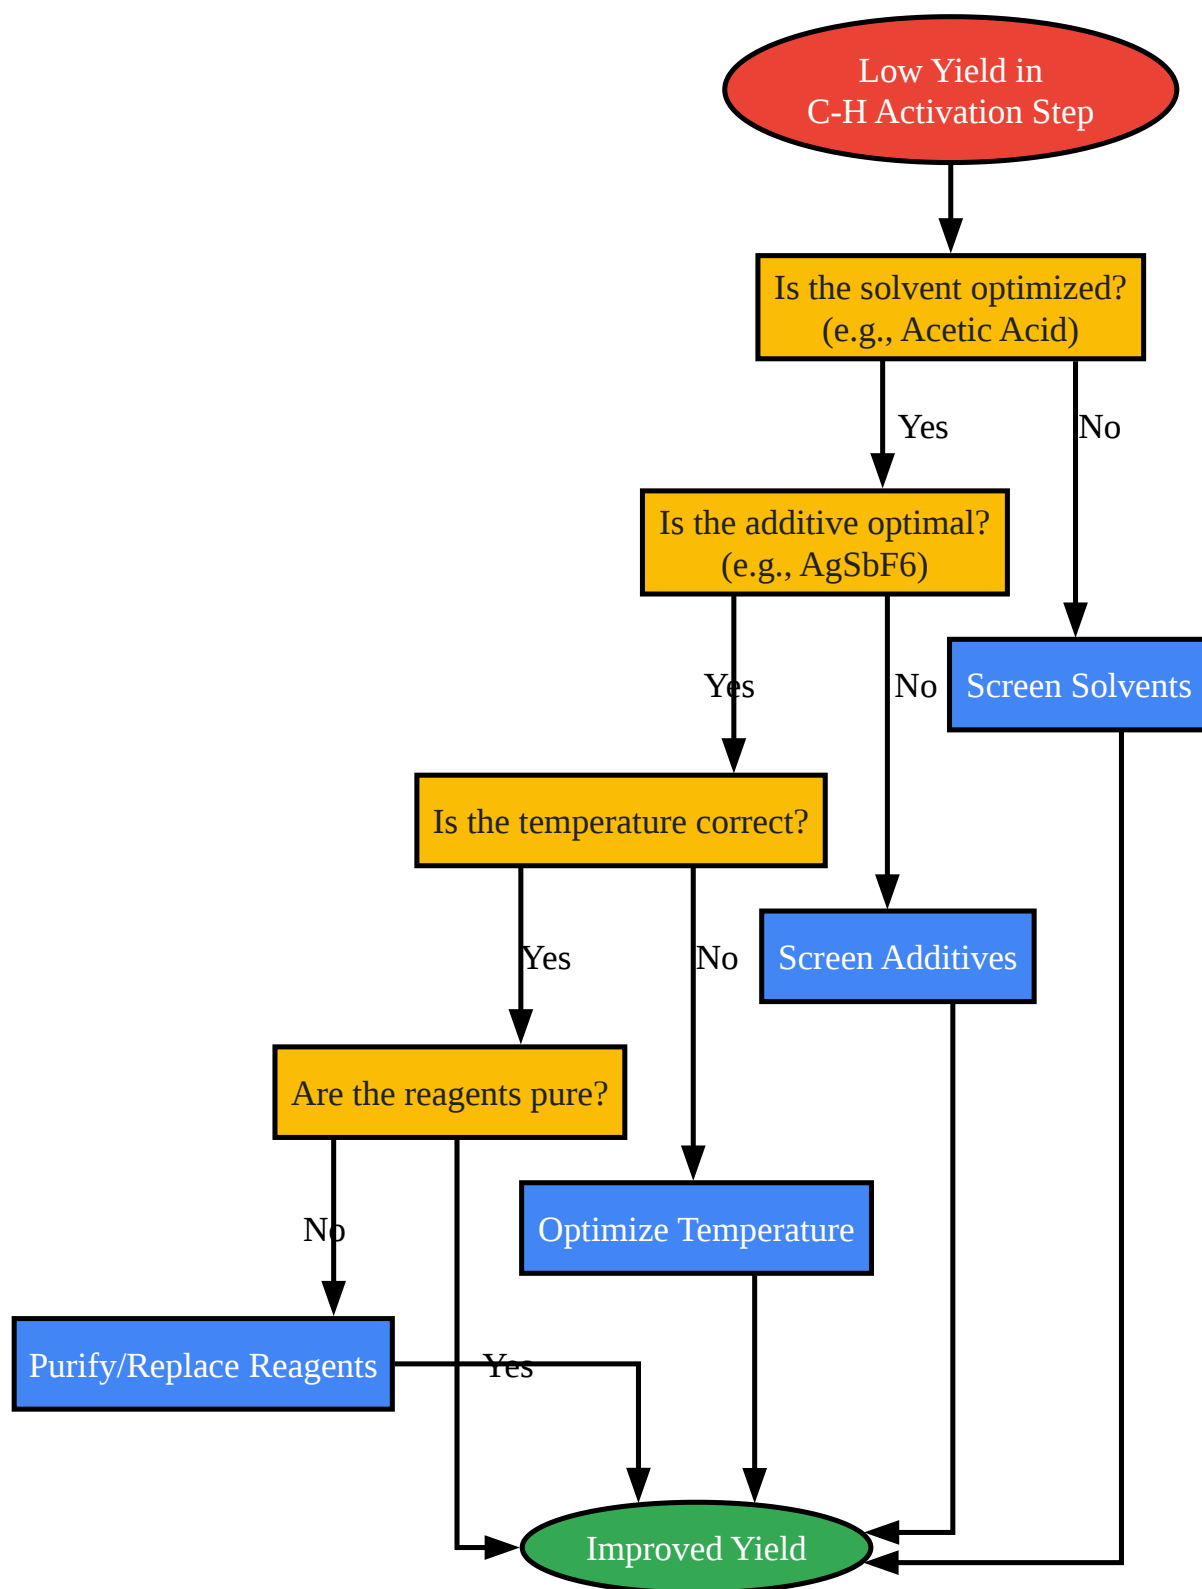 Low Yield in
C-H Activation Step
Is the solvent optimized?
(e.g., Acetic Acid)
Yes
No
Is the additive optimal?
(e.g., AgSbF6)
Yes
No
Screen Solvents
Is the temperature correct?
Yes
No
Screen Additives
Are the reagents pure?
No
Optimize Temperature
Purify/Replace Reagents
Yes
Improved Yield